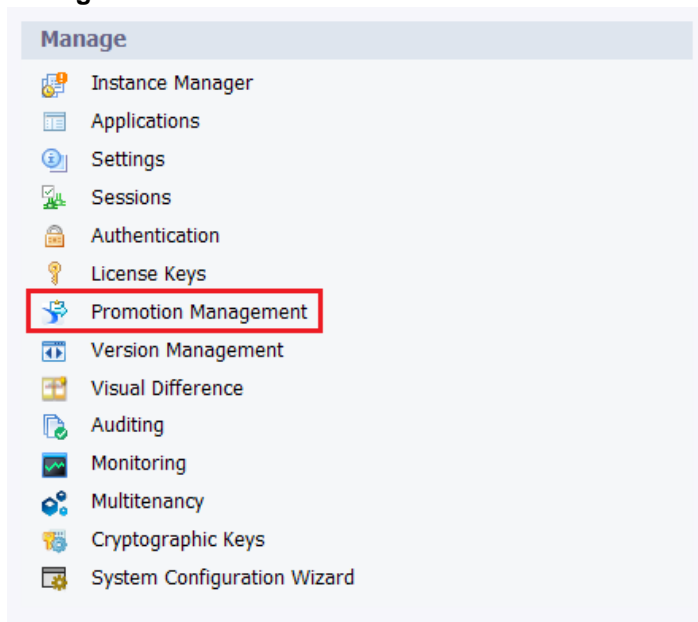 Manage
Instance Manager
Applications
Settings
Sessions
Authentication
License Keys
Promotion Management
Version Management
Visual Difference
Auditing
Monitoring
Multitenancy
Cryptographic Keys
System Configuration Wizard